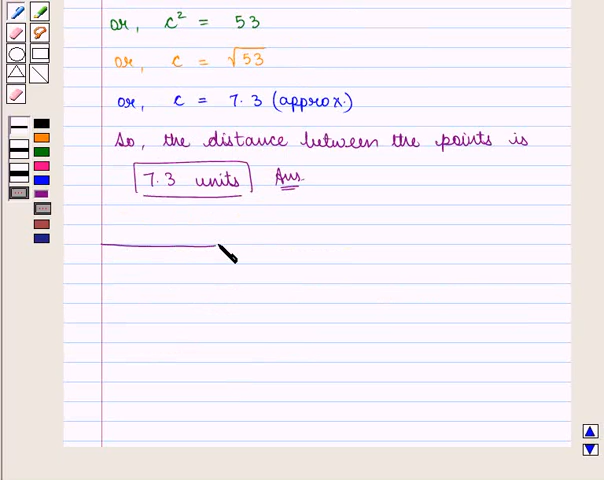 or, c² = 53
or, c = √53
or, c = 7.3 (approx.)
So, the distance between the points is
7.3 units Ans.